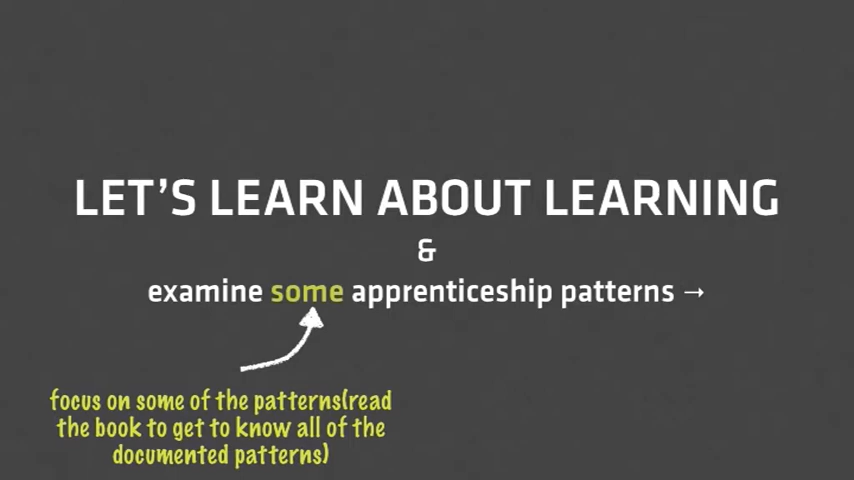 LET’S LEARN ABOUT LEARNING
&
examine some apprenticeship patterns →
focus on some of the patterns(read
the book to get to know all of the
documented patterns)